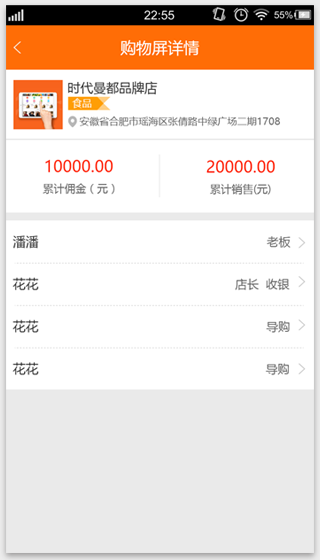 22:55 55%
购物屏详情
时代曼都品牌店
食品
安徽省合肥市瑶海区张倩路中绿广场二期1708
10000.00 20000.00
累计佣金（元） 累计销售(元)
潘潘 老板
花花 店长 收银
花花 导购
花花 导购